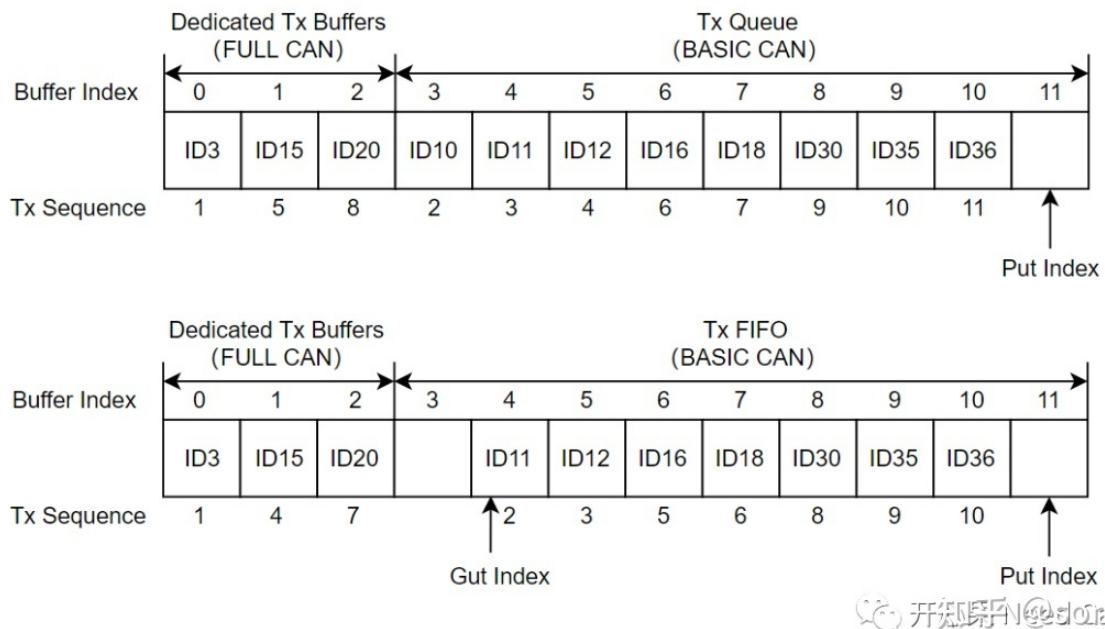 Dedicated Tx Buffers
(FULL CAN)
Tx Queue
(BASIC CAN)
Buffer Index 0 1 2 3 4 5 6 7 8 9 10 11
ID3 ID15 ID20 ID10 ID11 ID12 ID16 ID18 ID30 ID35 ID36
Tx Sequence 1 5 8 2 3 4 6 7 9 10 11
Put Index
Dedicated Tx Buffers
(FULL CAN)
Tx FIFO
(BASIC CAN)
Buffer Index 0 1 2 3 4 5 6 7 8 9 10 11
ID3 ID15 ID20 ID11 ID12 ID16 ID18 ID30 ID35 ID36
Tx Sequence 1 4 7 2 3 5 6 8 9 10
Gut Index
Put Index